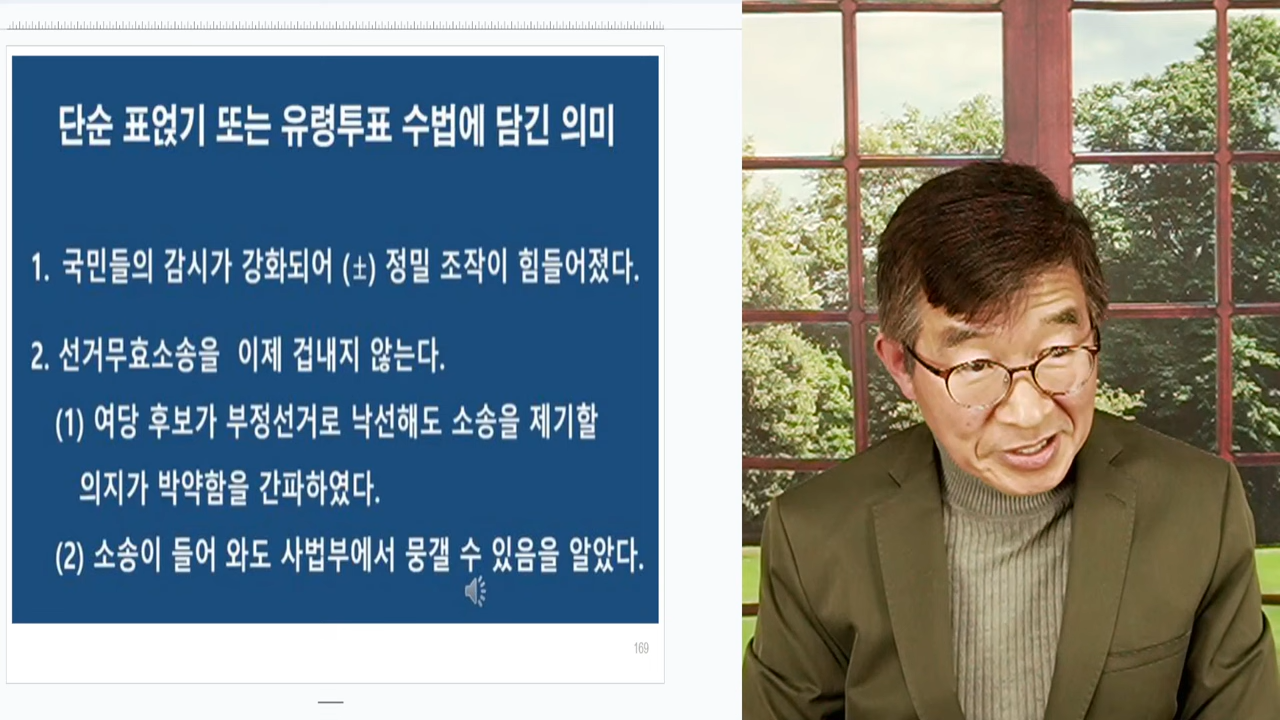 단순 표얹기 또는 유령투표 수법에 담긴 의미
1. 국민들의 감시가 강화되어 (±) 정밀 조작이 힘들어졌다.
2. 선거무효소송을 이제 겁내지 않는다.
(1) 여당 후보가 부정선거로 낙선해도 소송을 제기할
의지가 박약함을 간파하였다.
(2) 소송이 들어 와도 사법부에서 뭉갤 수 있음을 알았다.
169